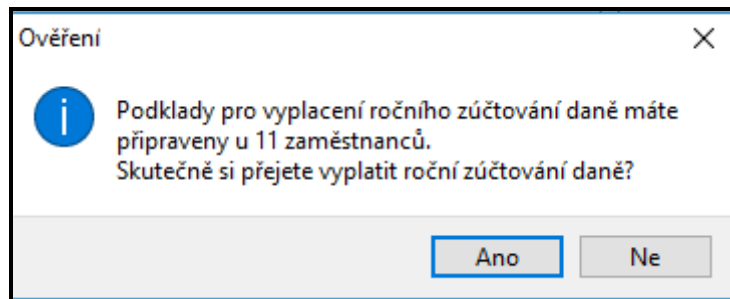 Ověření
Podklady pro vyplacení ročního zúčtování daně máte
připraveny u 11 zaměstnanců.
Skutečně si přejete vyplatit roční zúčtování daně?
Ano Ne